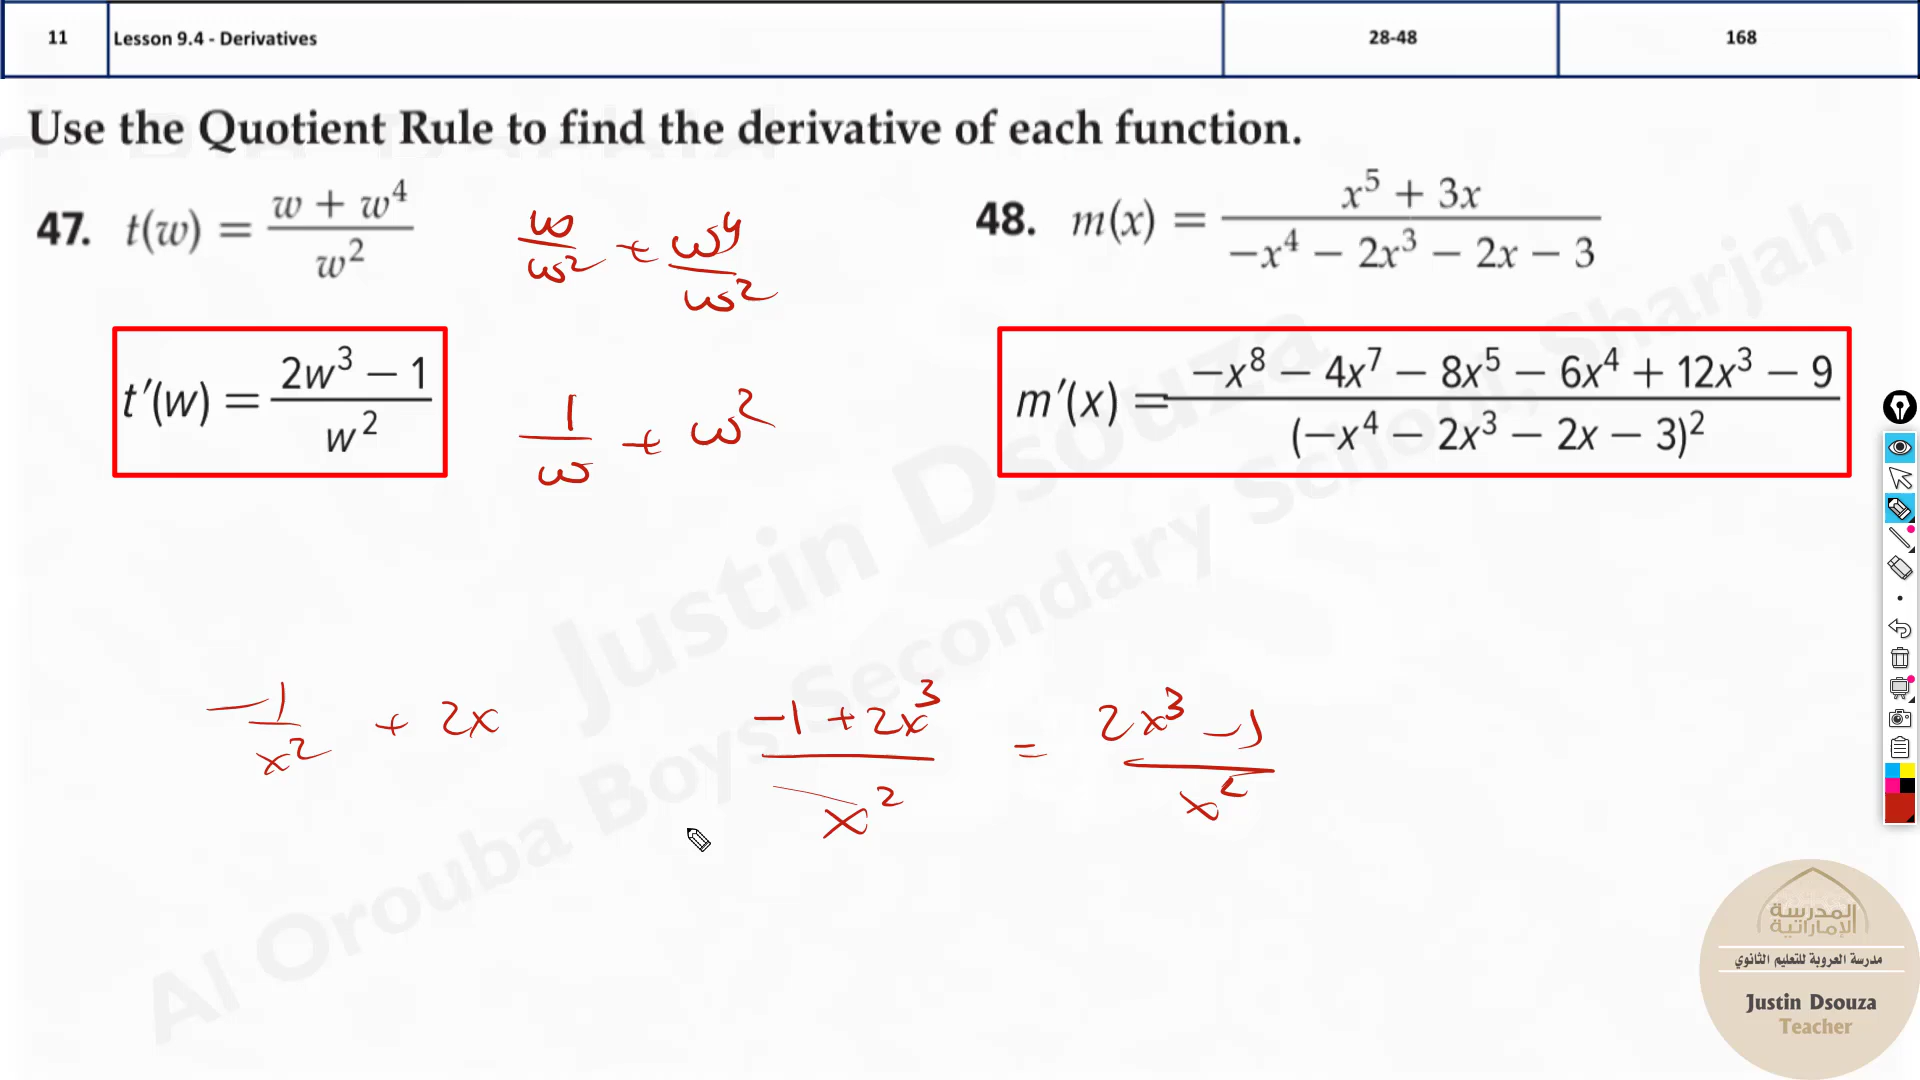 11 Lesson 9.4 - Derivatives 28-48 168
Use the Quotient Rule to find the derivative of each function.
47. t(w) = (w + w^4)/(w^2)
w/w^2 + w^4/w^2
48. m(x) = (x^5 + 3x)/(−x^4 − 2x^3 − 2x − 3)
t′(w) = (2w^3 − 1)/(w^2)
1/w + w^2
m′(x) = (−x^8 − 4x^7 − 8x^5 − 6x^4 + 12x^3 − 9)/((−x^4 − 2x^3 − 2x − 3)^2)
−1/x^2 + 2x
(−1 + 2x^3)/(x^2) = (2x^3 − 1)/(x^2)
Justin Dsouza
Al Orouba Boys Secondary School, Sharjah
المدرسة
الإماراتية
مدرسة العروبة للتعليم الثانوي
Justin Dsouza
Teacher